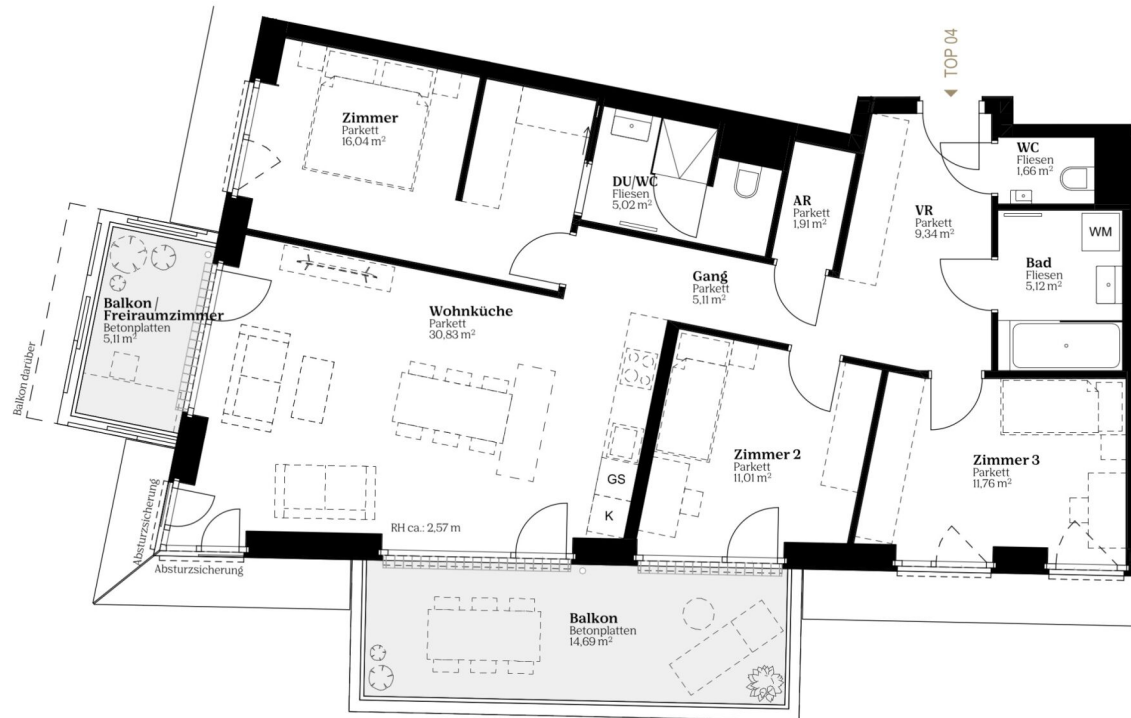 TOP 04
Zimmer
Parkett
16,04 m²
DU/WC
Fliesen
5,02 m²
AR
Parkett
1,91 m²
VR
Parkett
9,34 m²
WC
Fliesen
1,66 m²
WM
Bad
Fliesen
5,12 m²
Gang
Parkett
5,11 m²
Balkon /
Freiraumzimmer
Betonplatten
5,11 m²
Balkon darüber
Wohnküche
Parkett
30,83 m²
Zimmer 2
Parkett
11,01 m²
Zimmer 3
Parkett
11,76 m²
GS
K
RH ca.: 2,57 m
Absturzsicherung
Absturzsicherung
Balkon
Betonplatten
14,69 m²